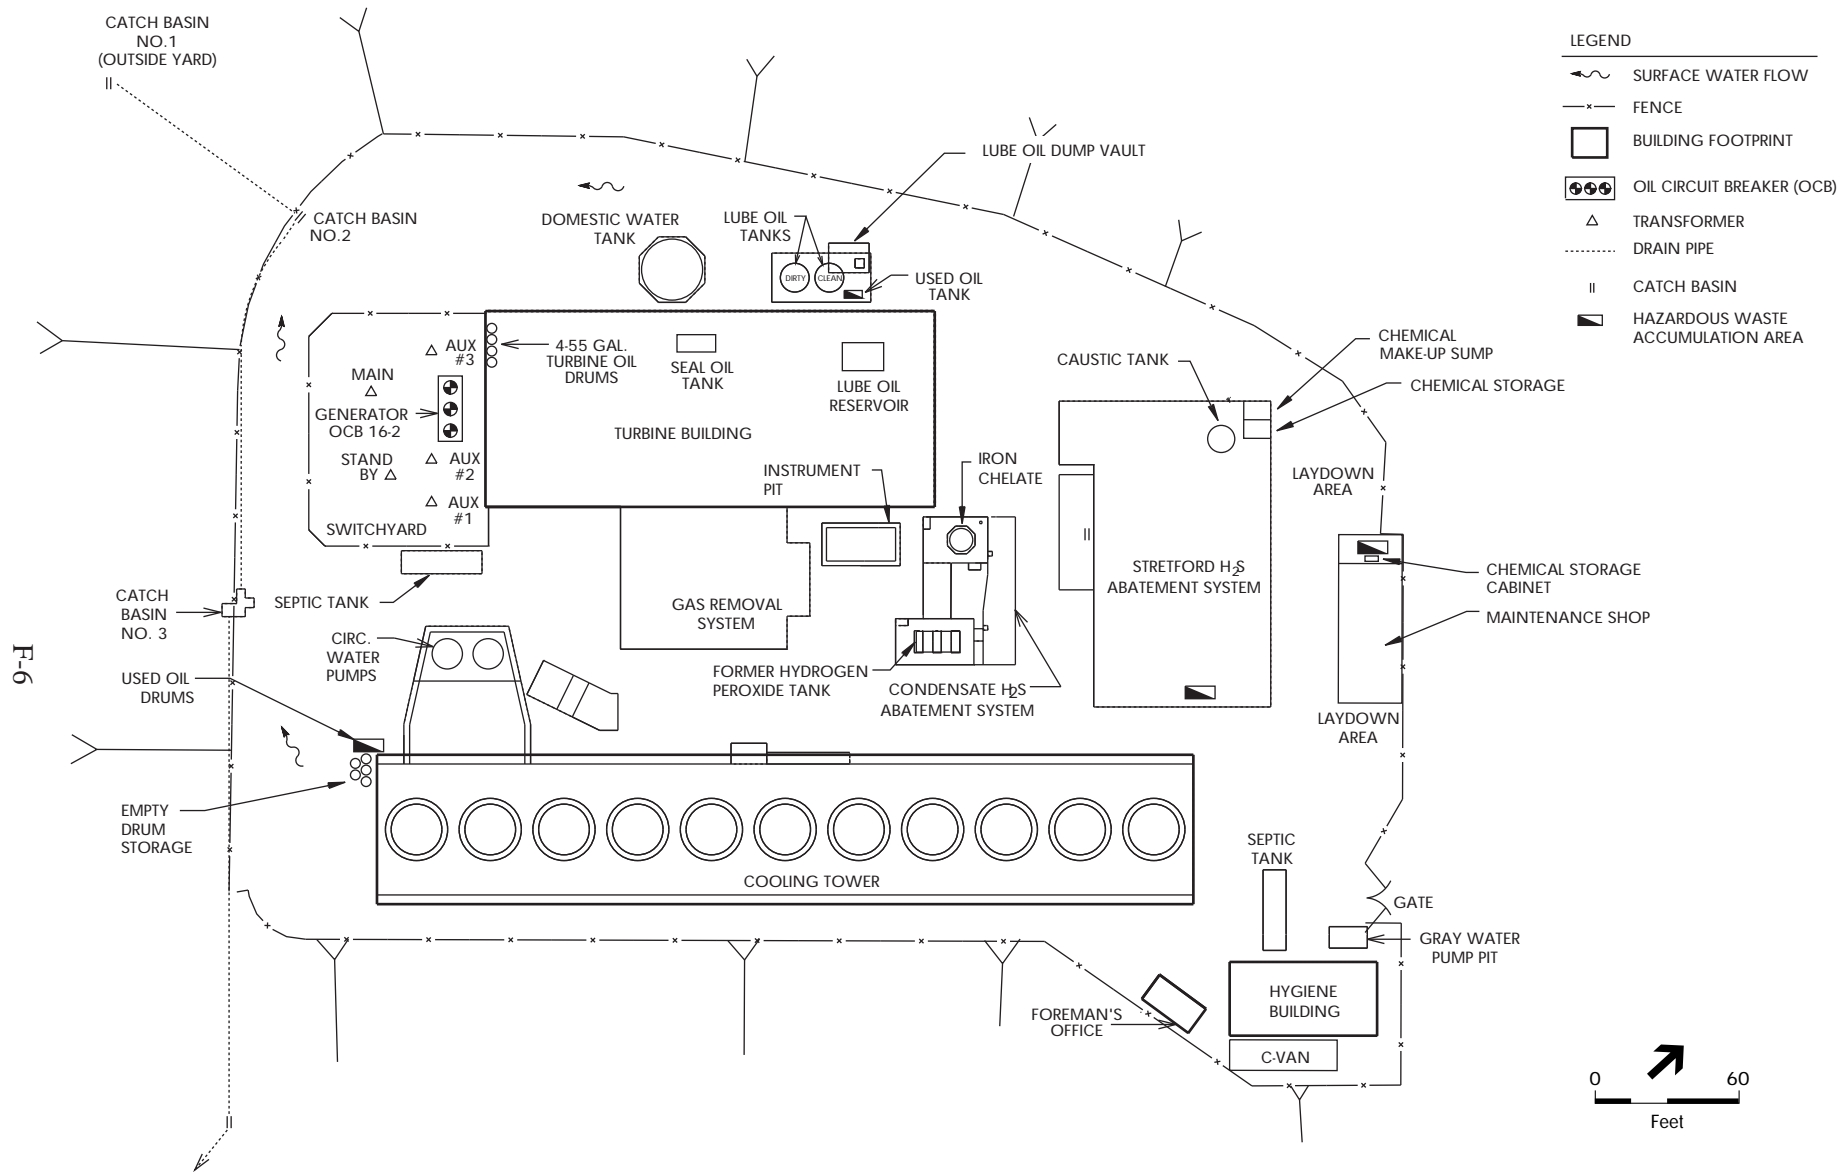 CATCH BASIN
NO.1
(OUTSIDE YARD)
LEGEND
SURFACE WATER FLOW
FENCE
BUILDING FOOTPRINT
OIL CIRCUIT BREAKER (OCB)
TRANSFORMER
DRAIN PIPE
CATCH BASIN
HAZARDOUS WASTE
ACCUMULATION AREA
LUBE OIL DUMP VAULT
CATCH BASIN
NO.2
DOMESTIC WATER
TANK
LUBE OIL
TANKS
DIRTY
CLEAN
USED OIL
TANK
AUX
#3
4-55 GAL.
TURBINE OIL
DRUMS
SEAL OIL
TANK
LUBE OIL
RESERVOIR
MAIN
GENERATOR
OCB 16-2
TURBINE BUILDING
STAND
BY
AUX
#2
AUX
#1
SWITCHYARD
INSTRUMENT
PIT
IRON
CHELATE
CAUSTIC TANK
CHEMICAL
MAKE-UP SUMP
CHEMICAL STORAGE
LAYDOWN
AREA
STRETFORD H2S
ABATEMENT SYSTEM
CHEMICAL STORAGE
CABINET
MAINTENANCE SHOP
LAYDOWN
AREA
CATCH
BASIN
NO. 3
SEPTIC TANK
GAS REMOVAL
SYSTEM
CIRC.
WATER
PUMPS
FORMER HYDROGEN
PEROXIDE TANK
CONDENSATE H2S
ABATEMENT SYSTEM
F-6
USED OIL
DRUMS
EMPTY
DRUM
STORAGE
COOLING TOWER
SEPTIC
TANK
GATE
GRAY WATER
PUMP PIT
HYGIENE
BUILDING
FOREMAN'S
OFFICE
C-VAN
0 60
Feet